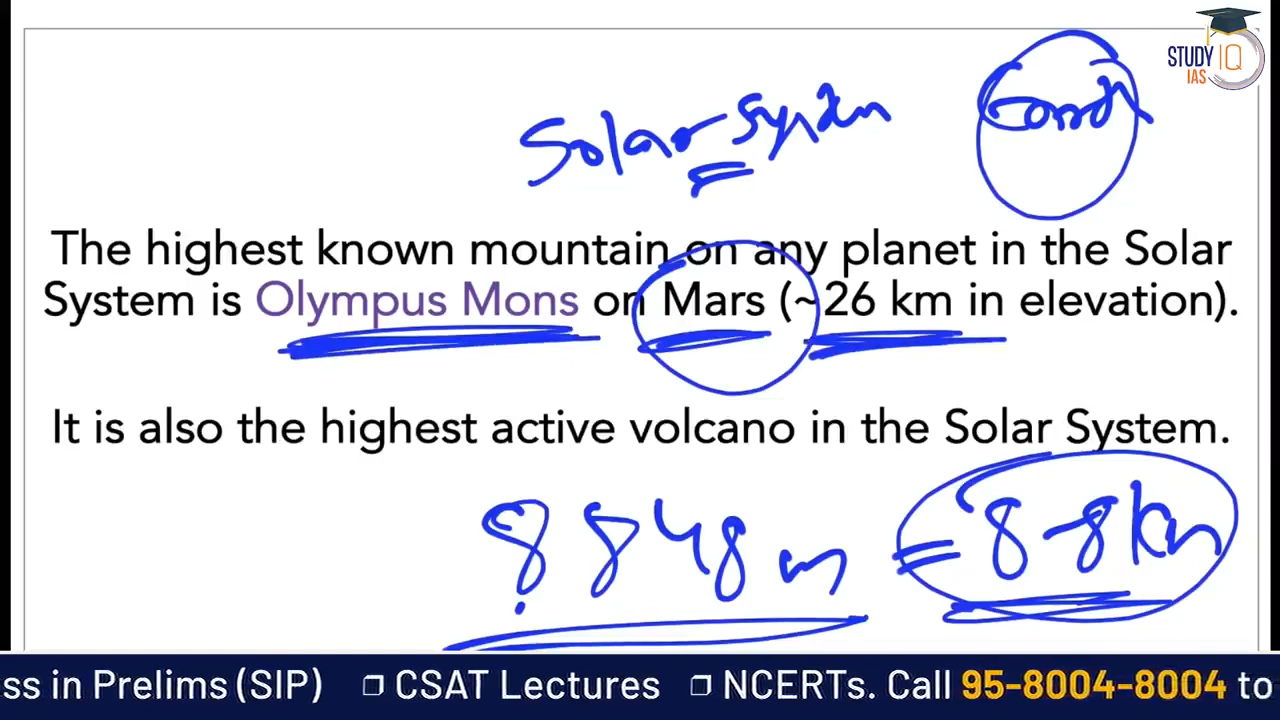 STUDY IQ
IAS
Solar System
The highest known mountain on any planet in the Solar
System is Olympus Mons on Mars (~26 km in elevation).
It is also the highest active volcano in the Solar System.
8848m = 8.8km
ss in Prelims (SIP) ❒ CSAT Lectures ❒ NCERTs. Call 95-8004-8004 to